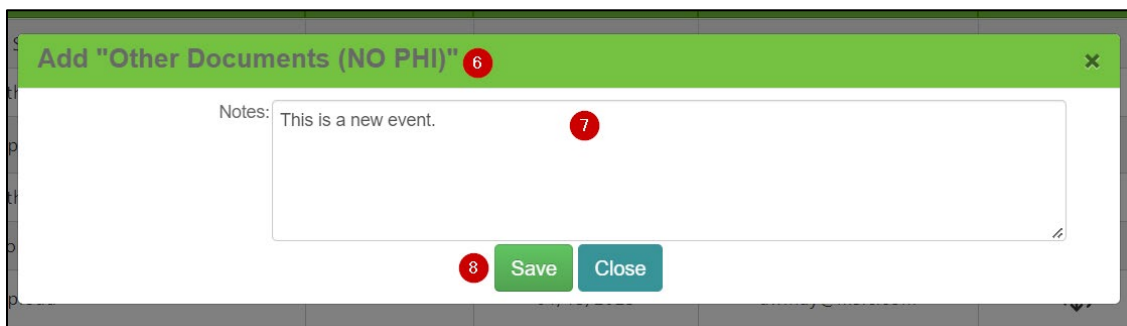 Add "Other Documents (NO PHI)" 6
×
Notes: This is a new event. 7
8 Save Close